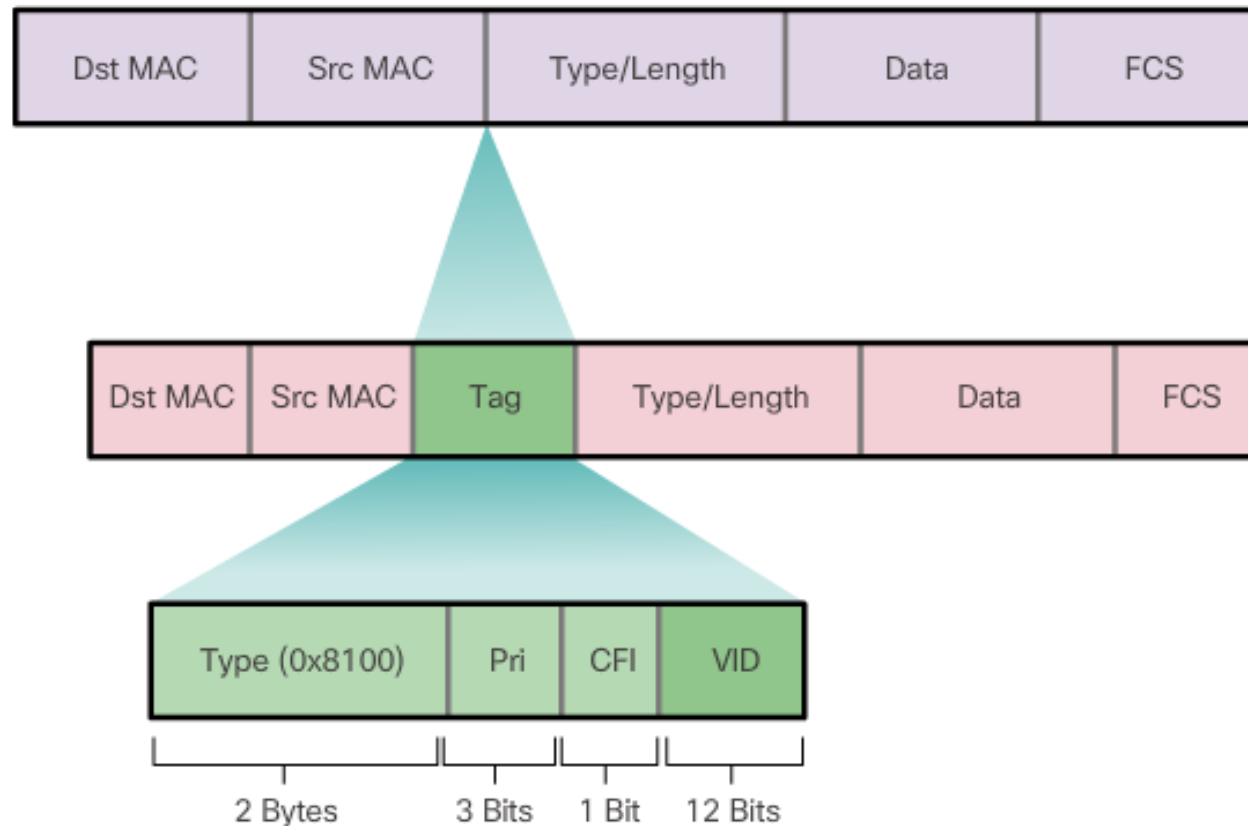 Dst MAC Src MAC Type/Length Data FCS
Dst MAC Src MAC Tag Type/Length Data FCS
Type (0x8100) Pri CFI VID
2 Bytes 3 Bits 1 Bit 12 Bits